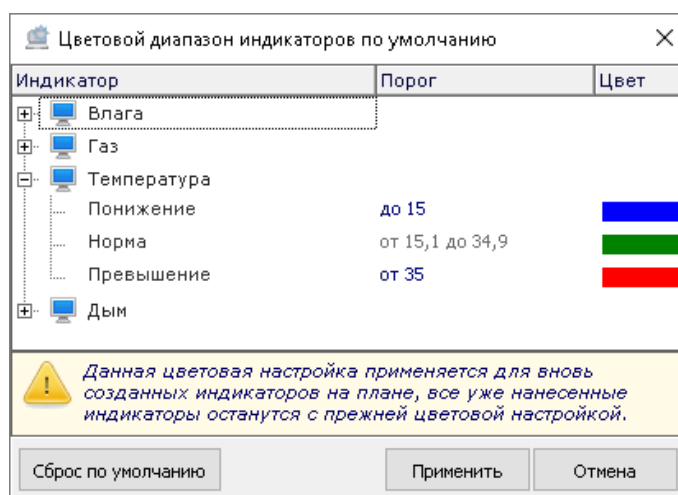 Цветовой диапазон индикаторов по умолчанию
Индикатор Порог Цвет
Влага
Газ
Температура
Понижение до 15
Норма от 15,1 до 34,9
Превышение от 35
Дым
Данная цветовая настройка применяется для вновь
созданных индикаторов на плане, все уже нанесенные
индикаторы останутся с прежней цветовой настройкой.
Сброс по умолчанию Применить Отмена